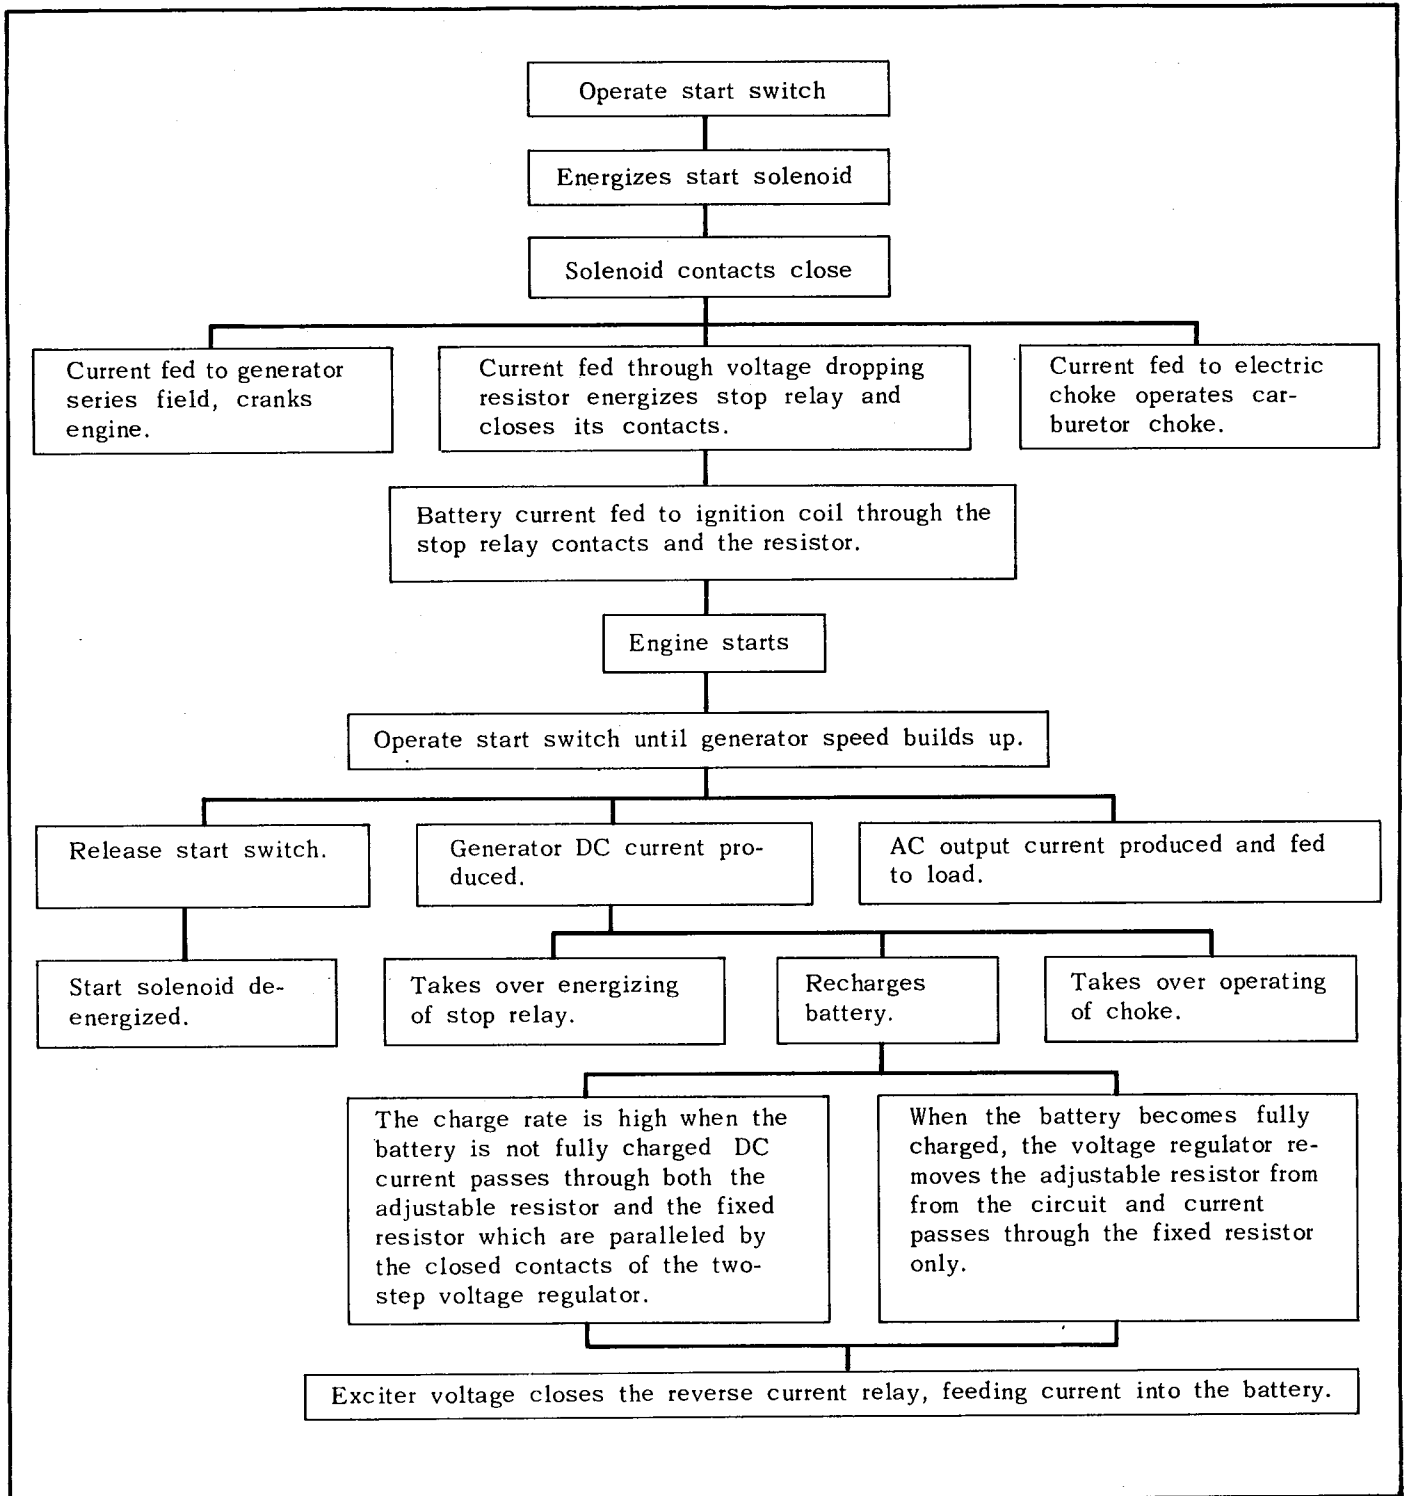 Operate start switch
Energizes start solenoid
Solenoid contacts close
Current fed to generator
series field, cranks
engine.
Current fed through voltage dropping
resistor energizes stop relay and
closes its contacts.
Current fed to electric
choke operates car-
buretor choke.
Battery current fed to ignition coil through the
stop relay contacts and the resistor.
Engine starts
Operate start switch until generator speed builds up.
Release start switch.
Generator DC current pro-
duced.
AC output current produced and fed
to load.
Start solenoid de-
energized.
Takes over energizing
of stop relay.
Recharges
battery.
Takes over operating
of choke.
The charge rate is high when the
battery is not fully charged DC
current passes through both the
adjustable resistor and the fixed
resistor which are paralleled by
the closed contacts of the two-
step voltage regulator.
When the battery becomes fully
charged, the voltage regulator re-
moves the adjustable resistor from
from the circuit and current
passes through the fixed resistor
only.
Exciter voltage closes the reverse current relay, feeding current into the battery.